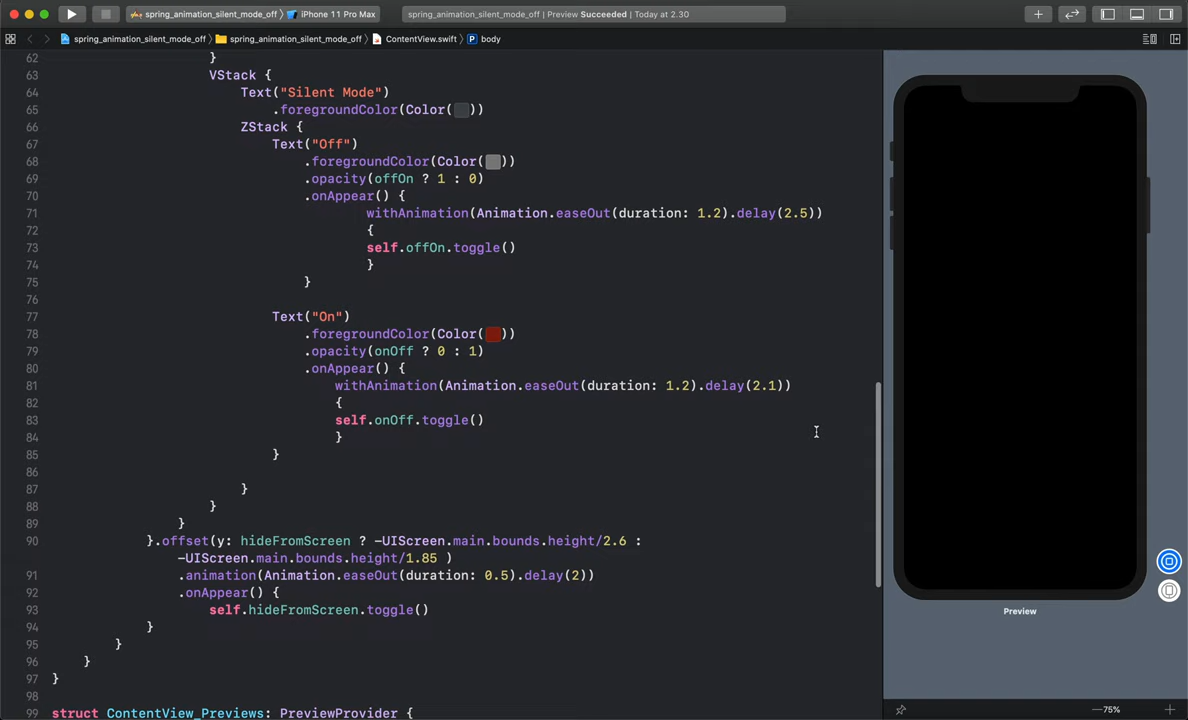 spring_animation_silent_mode_off › iPhone 11 Pro Max
spring_animation_silent_mode_off | Preview Succeeded | Today at 2.30
spring_animation_silent_mode_off › spring_animation_silent_mode_off › ContentView.swift › P body
62 }
63 VStack {
64 Text("Silent Mode")
65 .foregroundColor(Color( ))
66 ZStack {
67 Text("Off")
68 .foregroundColor(Color( ))
69 .opacity(offOn ? 1 : 0)
70 .onAppear() {
71 withAnimation(Animation.easeOut(duration: 1.2).delay(2.5))
72 {
73 self.offOn.toggle()
74 }
75 }
76
77 Text("On")
78 .foregroundColor(Color( ))
79 .opacity(onOff ? 0 : 1)
80 .onAppear() {
81 withAnimation(Animation.easeOut(duration: 1.2).delay(2.1))
82 {
83 self.onOff.toggle()
84 }
85 }
86
87 }
88 }
89 }
90 }.offset(y: hideFromScreen ? -UIScreen.main.bounds.height/2.6 :
-UIScreen.main.bounds.height/1.85 )
91 .animation(Animation.easeOut(duration: 0.5).delay(2))
92 .onAppear() {
93 self.hideFromScreen.toggle()
94 }
95 }
96 }
97 }
98
99 struct ContentView_Previews: PreviewProvider {
Preview
75%